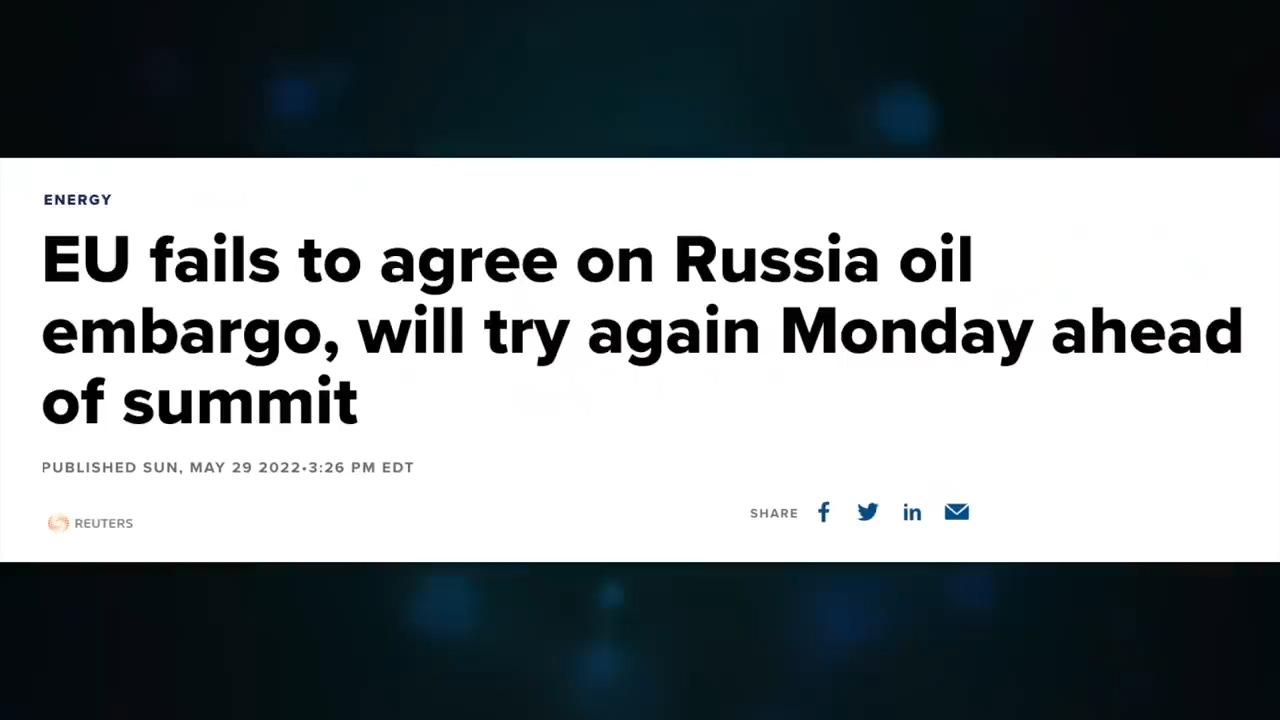 ENERGY
EU fails to agree on Russia oil
embargo, will try again Monday ahead
of summit
PUBLISHED SUN, MAY 29 2022•3:26 PM EDT
REUTERS
SHARE